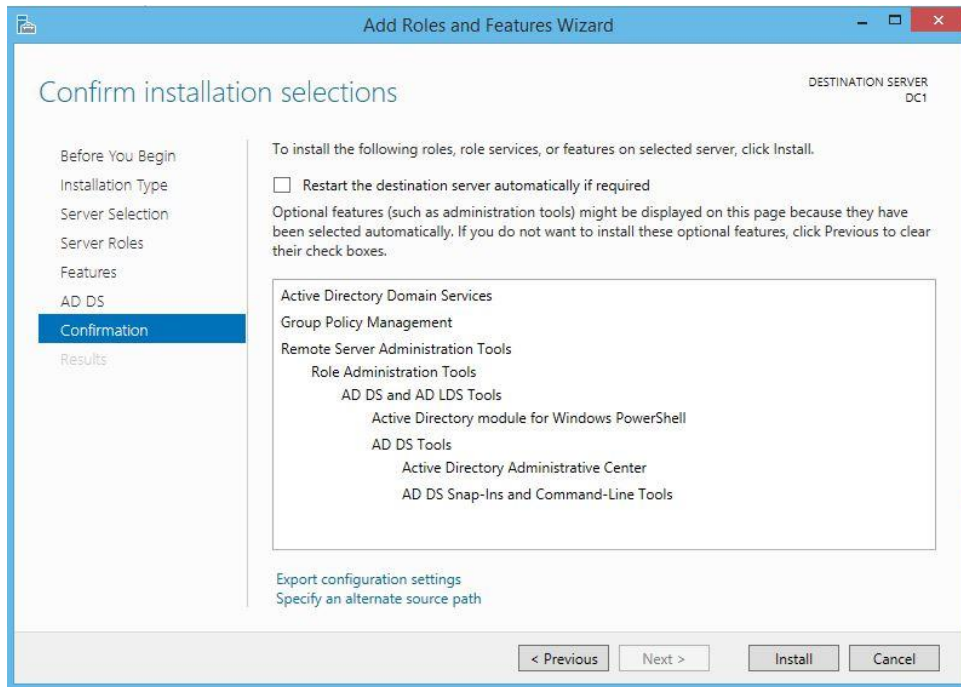 Add Roles and Features Wizard
Confirm installation selections
DESTINATION SERVER
DC1
Before You Begin
Installation Type
Server Selection
Server Roles
Features
AD DS
Confirmation
Results
To install the following roles, role services, or features on selected server, click Install.
Restart the destination server automatically if required
Optional features (such as administration tools) might be displayed on this page because they have
been selected automatically. If you do not want to install these optional features, click Previous to clear
their check boxes.
Active Directory Domain Services
Group Policy Management
Remote Server Administration Tools
Role Administration Tools
AD DS and AD LDS Tools
Active Directory module for Windows PowerShell
AD DS Tools
Active Directory Administrative Center
AD DS Snap-Ins and Command-Line Tools
Export configuration settings
Specify an alternate source path
< Previous
Next >
Install
Cancel